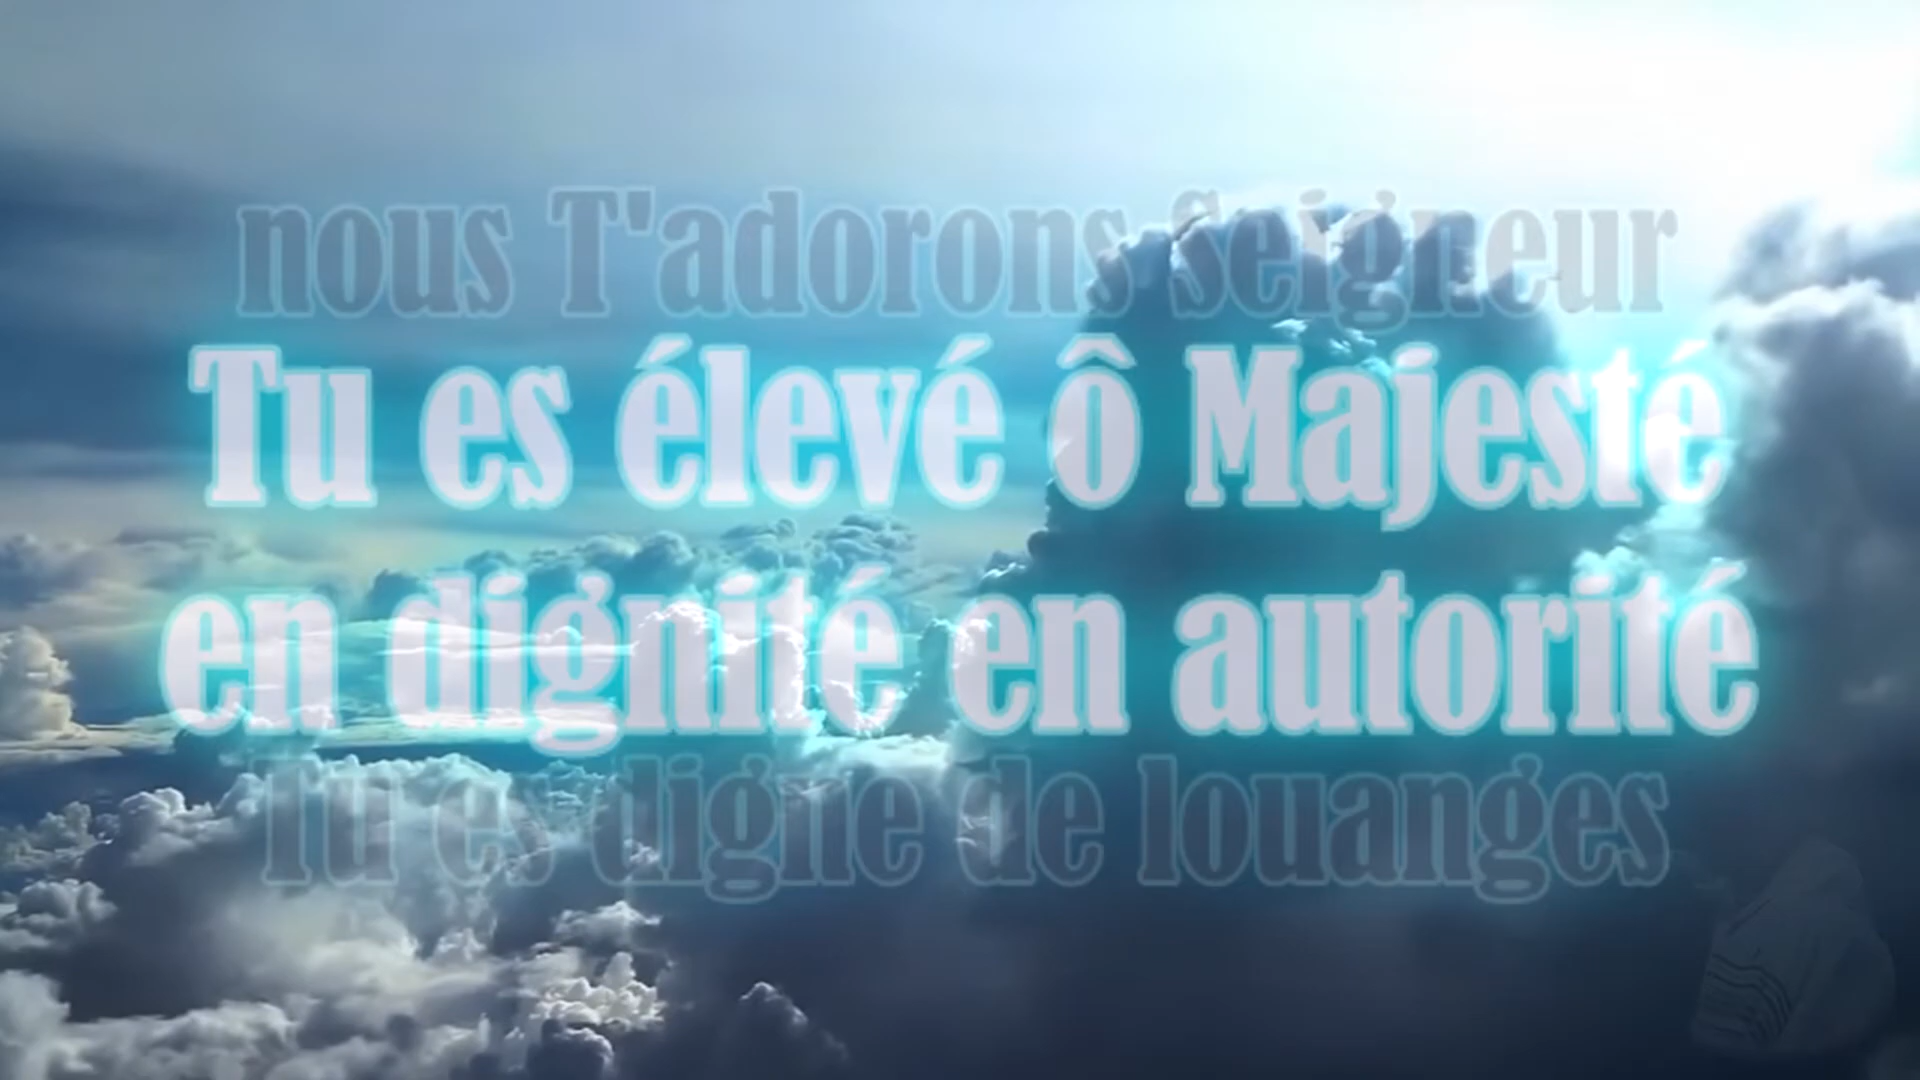 nous T'adorons Seigneur
Tu es élevé ô Majesté
en dignité en autorité
Tu es digne de louanges